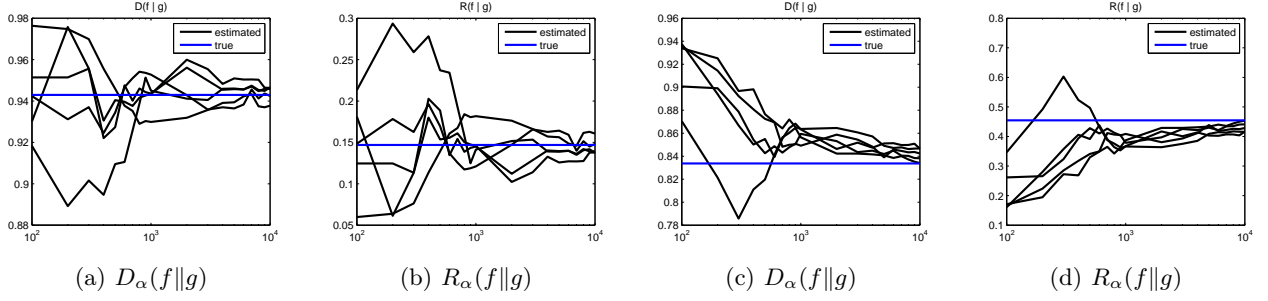 D(f | g)
0.98
0.96
0.94
0.92
0.9
0.88
10^2
10^3
10^4
estimated
true
(a) D_α(f‖g)
R(f | g)
0.3
0.25
0.2
0.15
0.1
0.05
10^2
10^3
10^4
estimated
true
(b) R_α(f‖g)
D(f | g)
0.96
0.94
0.92
0.9
0.88
0.86
0.84
0.82
0.8
0.78
10^2
10^3
10^4
estimated
true
(c) D_α(f‖g)
R(f | g)
0.8
0.7
0.6
0.5
0.4
0.3
0.2
0.1
10^2
10^3
10^4
estimated
true
(d) R_α(f‖g)